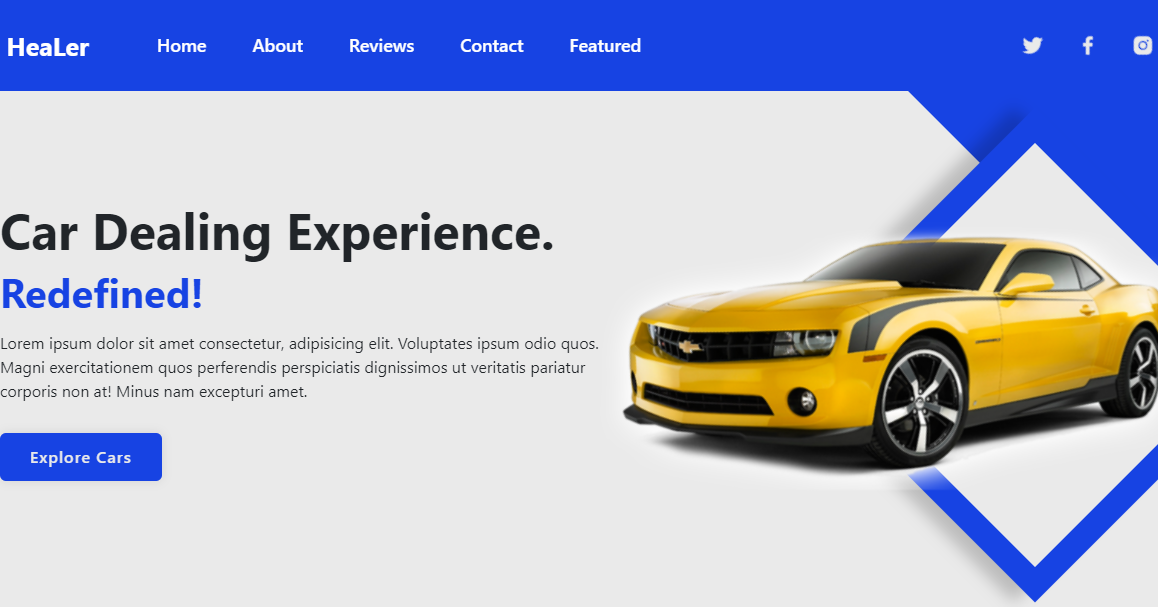 HeaLer Home About Reviews Contact Featured
Car Dealing Experience.
Redefined!
Lorem ipsum dolor sit amet consectetur, adipisicing elit. Voluptates ipsum odio quos.
Magni exercitationem quos perferendis perspiciatis dignissimos ut veritatis pariatur
corporis non at! Minus nam excepturi amet.
Explore Cars